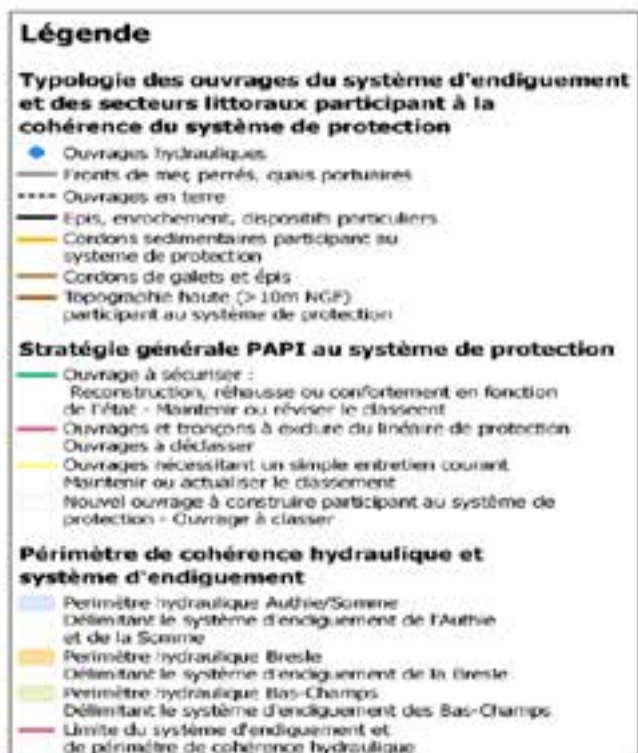 Légende
Typologie des ouvrages du système d'endiguement
et des secteurs littoraux participant à la
cohérence du système de protection
Ouvrages hydrauliques
Fronts de mer, perrés, quais portuaires
Ouvrages en terre
Epis, enrochement, dispositifs particuliers
Cordons sedimentaires participant au
systeme de protection
Cordons de galets et épis
Topographie haute (>10m NGF)
participant au système de protection
Stratégie générale PAPI au système de protection
Ouvrage à sécuriser :
Reconstruction, réhausse ou confortement en fonction
de l'état - Maintenir ou réviser le classeent
Ouvrages et tronçons à exclure du linéaire de protection
Ouvrages à déclasser
Ouvrages nécessitant un simple entretien courant
Maintenir ou actualiser le classement
Nouvel ouvrage à construire participant au système de
protection - Ouvrage à classer
Périmètre de cohérence hydraulique et
système d'endiguement
Perimètre hydraulique Authie/Somme
Délimitant le système d'endiguement de l'Authie
et de la Somme
Perimètre hydraulique Bresle
Délimitant le système d'endiguement de la Bresle
Perimètre hydraulique Bas-Champs
Délimitant le système d'endiguement des Bas-Champs
Limite du système d'endiguement et
de périmètre de cohérence hydraulique